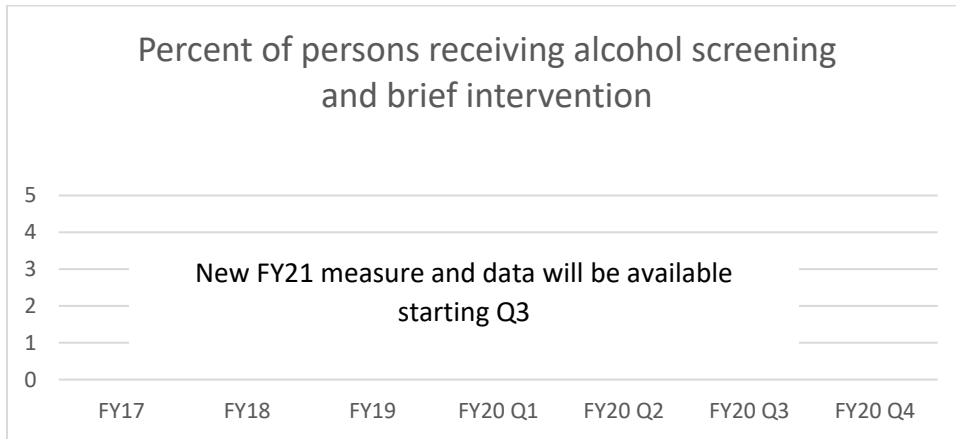 Percent of persons receiving alcohol screening
and brief intervention
5
4
3
2
1
0
New FY21 measure and data will be available
starting Q3
FY17 FY18 FY19 FY20 Q1 FY20 Q2 FY20 Q3 FY20 Q4